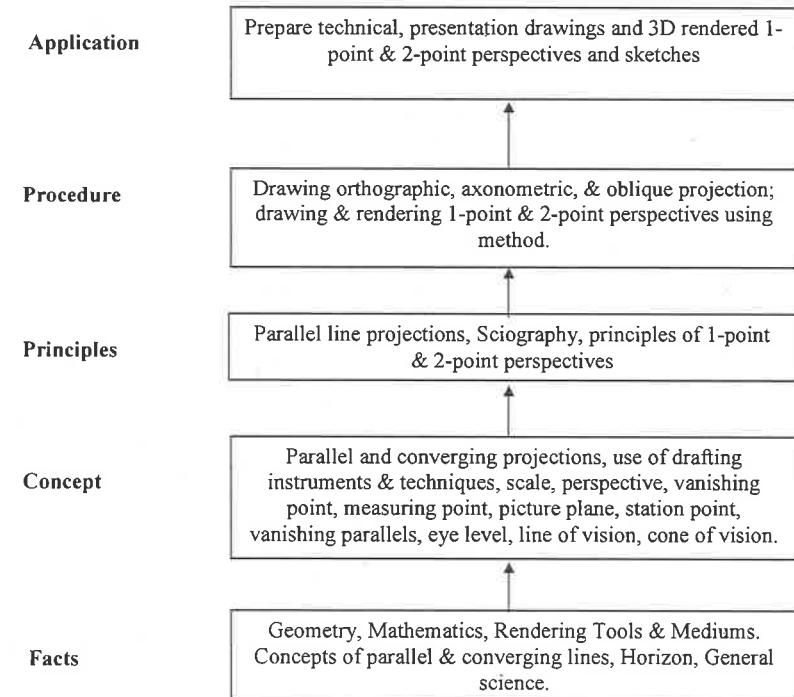 Application
Prepare technical, presentation drawings and 3D rendered 1-
point & 2-point perspectives and sketches
Procedure
Drawing orthographic, axonometric, & oblique projection;
drawing & rendering 1-point & 2-point perspectives using
method.
Principles
Parallel line projections, Sciography, principles of 1-point
& 2-point perspectives
Concept
Parallel and converging projections, use of drafting
instruments & techniques, scale, perspective, vanishing
point, measuring point, picture plane, station point,
vanishing parallels, eye level, line of vision, cone of vision.
Facts
Geometry, Mathematics, Rendering Tools & Mediums.
Concepts of parallel & converging lines, Horizon, General
science.